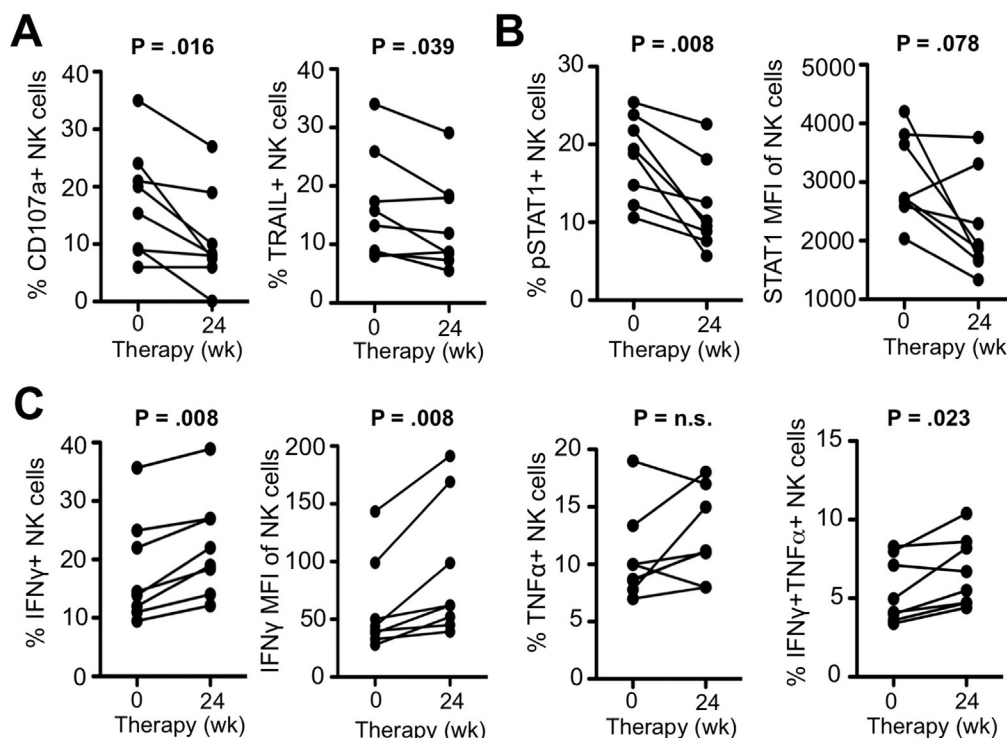 A
P = .016
% CD107a+ NK cells
40
30
20
10
0
0 24
Therapy (wk)
P = .039
% TRAIL+ NK cells
40
30
20
10
0
0 24
Therapy (wk)
B
P = .008
% pSTAT1+ NK cells
30
20
10
0
0 24
Therapy (wk)
P = .078
STAT1 MFI of NK cells
5000
4000
3000
2000
1000
0 24
Therapy (wk)
C
P = .008
% IFNγ+ NK cells
40
30
20
10
0
0 24
Therapy (wk)
P = .008
IFNγ MFI of NK cells
200
150
100
50
0
0 24
Therapy (wk)
P = n.s.
% TNFα+ NK cells
20
15
10
5
0
0 24
Therapy (wk)
P = .023
% IFNγ+TNFα+ NK cells
15
10
5
0
0 24
Therapy (wk)